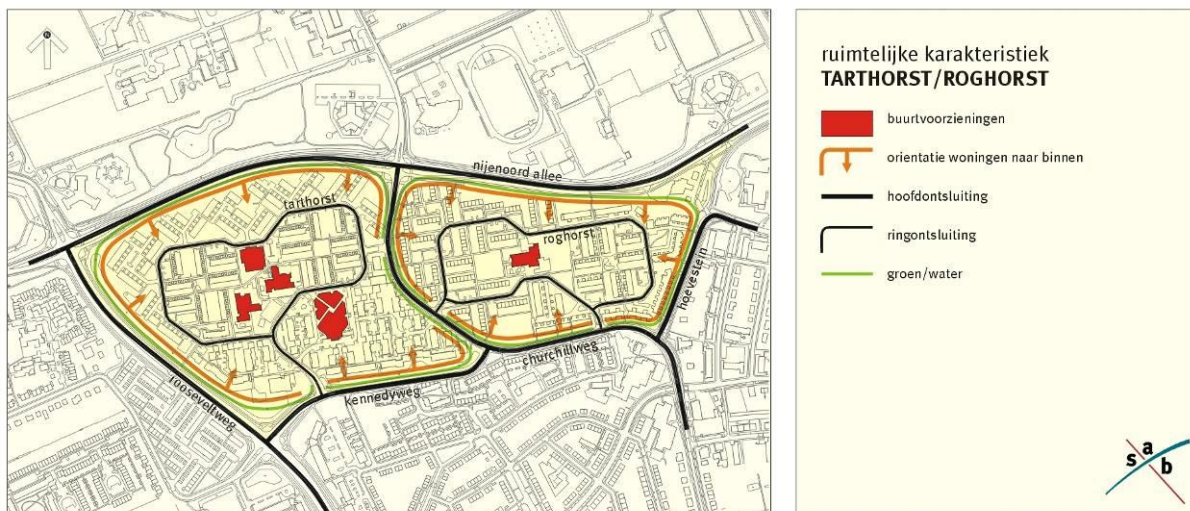 N
nijenoord allee
tarthorst
roghorst
hoevestein
churchillweg
kennedyweg
rooseveltweg
ruimtelijke karakteristiek
TARTHORST/ROGHORST
buurtvoorzieningen
orientatie woningen naar binnen
hoofdontsluiting
ringontsluiting
groen/water
s a b